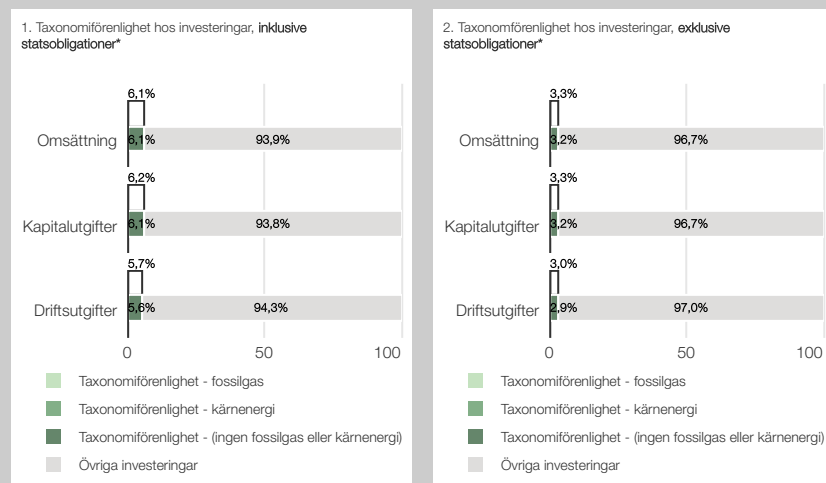 1. Taxonomiförenlighet hos investeringar, inklusive
statsobligationer*
6,1%
Omsättning 6,1% 93,9%
6,2%
Kapitalutgifter 6,1% 93,8%
5,7%
Driftsutgifter 5,6% 94,3%
0 50 100
Taxonomiförenlighet - fossilgas
Taxonomiförenlighet - kärnenergi
Taxonomiförenlighet - (ingen fossilgas eller kärnenergi)
Övriga investeringar
2. Taxonomförenlighet hos investeringar, exklusive
statsobligationer*
3,3%
Omsättning 3,2% 96,7%
3,3%
Kapitalutgifter 3,2% 96,7%
3,0%
Driftsutgifter 2,9% 97,0%
0 50 100
Taxonomiförenlighet - fossilgas
Taxonomiförenlighet - kärnenergi
Taxonomiförenlighet - (ingen fossilgas eller kärnenergi)
Övriga investeringar